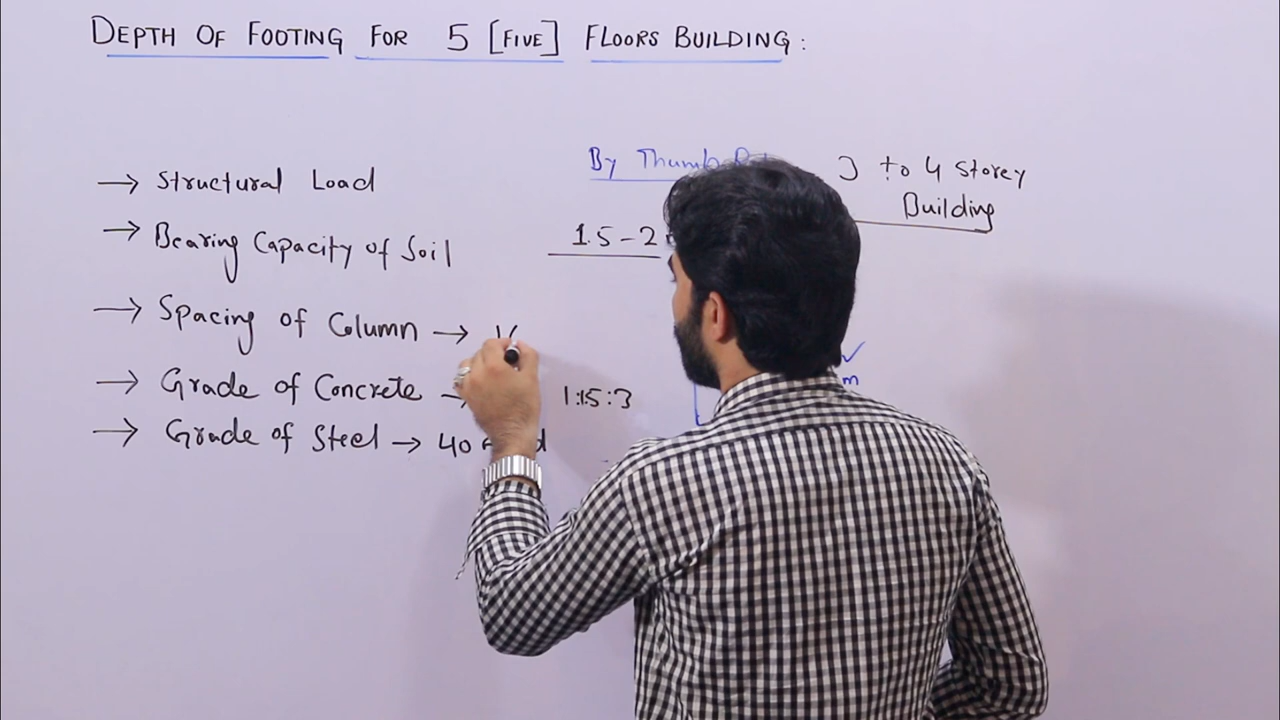 DEPTH OF FOOTING FOR 5 [FIVE] FLOORS BUILDING:
→ Structural Load
→ Bearing Capacity of Soil
→ Spacing of Column →
→ Grade of Concrete → 1:1.5:3
→ Grade of Steel → 40
By Thumb
3 to 4 Storey
Building
1.5 – 2
m